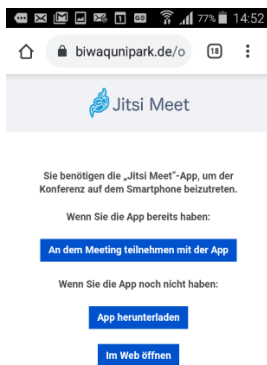 77% 14:52
biwaqunipark.de/o 18
Jitsi Meet
Sie benötigen die „Jitsi Meet"-App, um der
Konferenz auf dem Smartphone beizutreten.
Wenn Sie die App bereits haben:
An dem Meeting teilnehmen mit der App
Wenn Sie die App noch nicht haben:
App herunterladen
Im Web öffnen